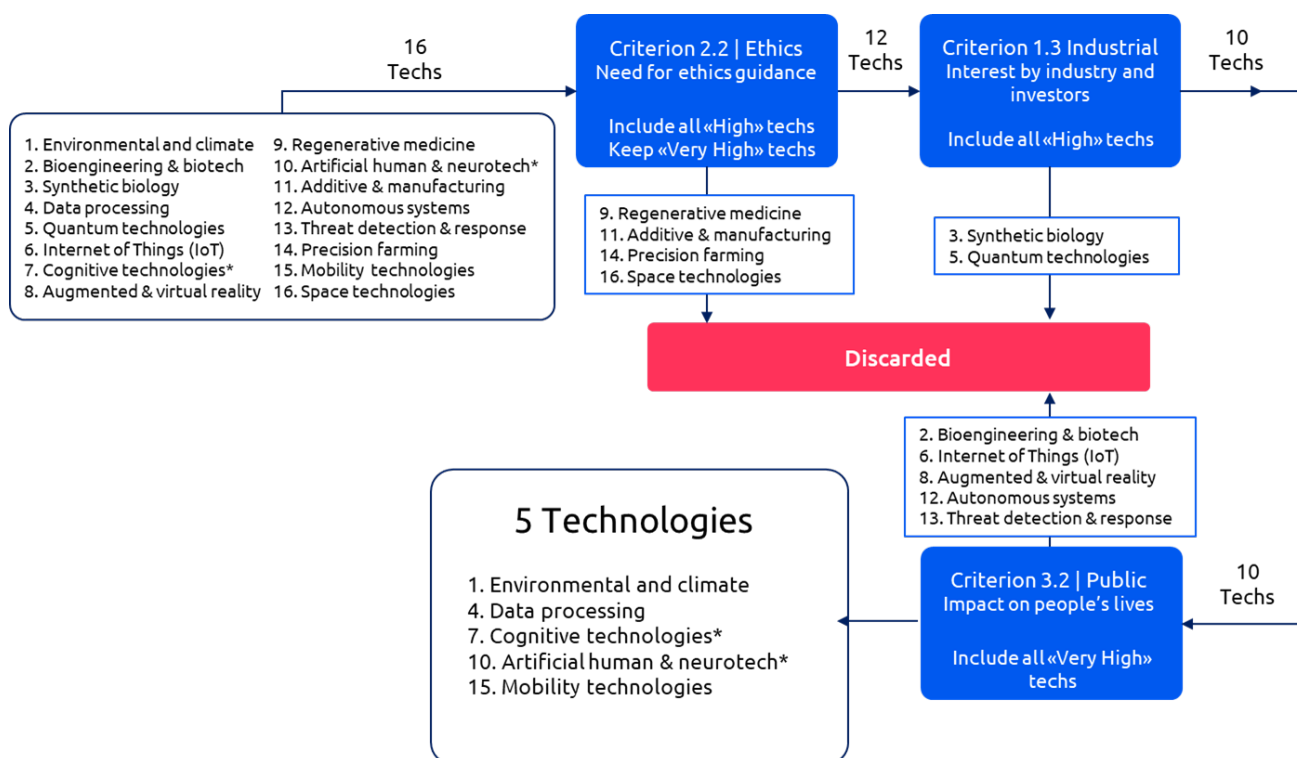 16
Techs
Criterion 2.2 | Ethics
Need for ethics guidance
Include all «High» techs
Keep «Very High» techs
12
Techs
Criterion 1.3 Industrial
Interest by industry and
investors
Include all «High» techs
10
Techs
1. Environmental and climate
2. Bioengineering & biotech
3. Synthetic biology
4. Data processing
5. Quantum technologies
6. Internet of Things (IoT)
7. Cognitive technologies*
8. Augmented & virtual reality
9. Regenerative medicine
10. Artificial human & neurotech*
11. Additive & manufacturing
12. Autonomous systems
13. Threat detection & response
14. Precision farming
15. Mobility technologies
16. Space technologies
9. Regenerative medicine
11. Additive & manufacturing
14. Precision farming
16. Space technologies
3. Synthetic biology
5. Quantum technologies
Discarded
2. Bioengineering & biotech
6. Internet of Things (IoT)
8. Augmented & virtual reality
12. Autonomous systems
13. Threat detection & response
Criterion 3.2 | Public
Impact on people’s lives
Include all «Very High»
techs
10
Techs
5 Technologies
1. Environmental and climate
4. Data processing
7. Cognitive technologies*
10. Artificial human & neurotech*
15. Mobility technologies